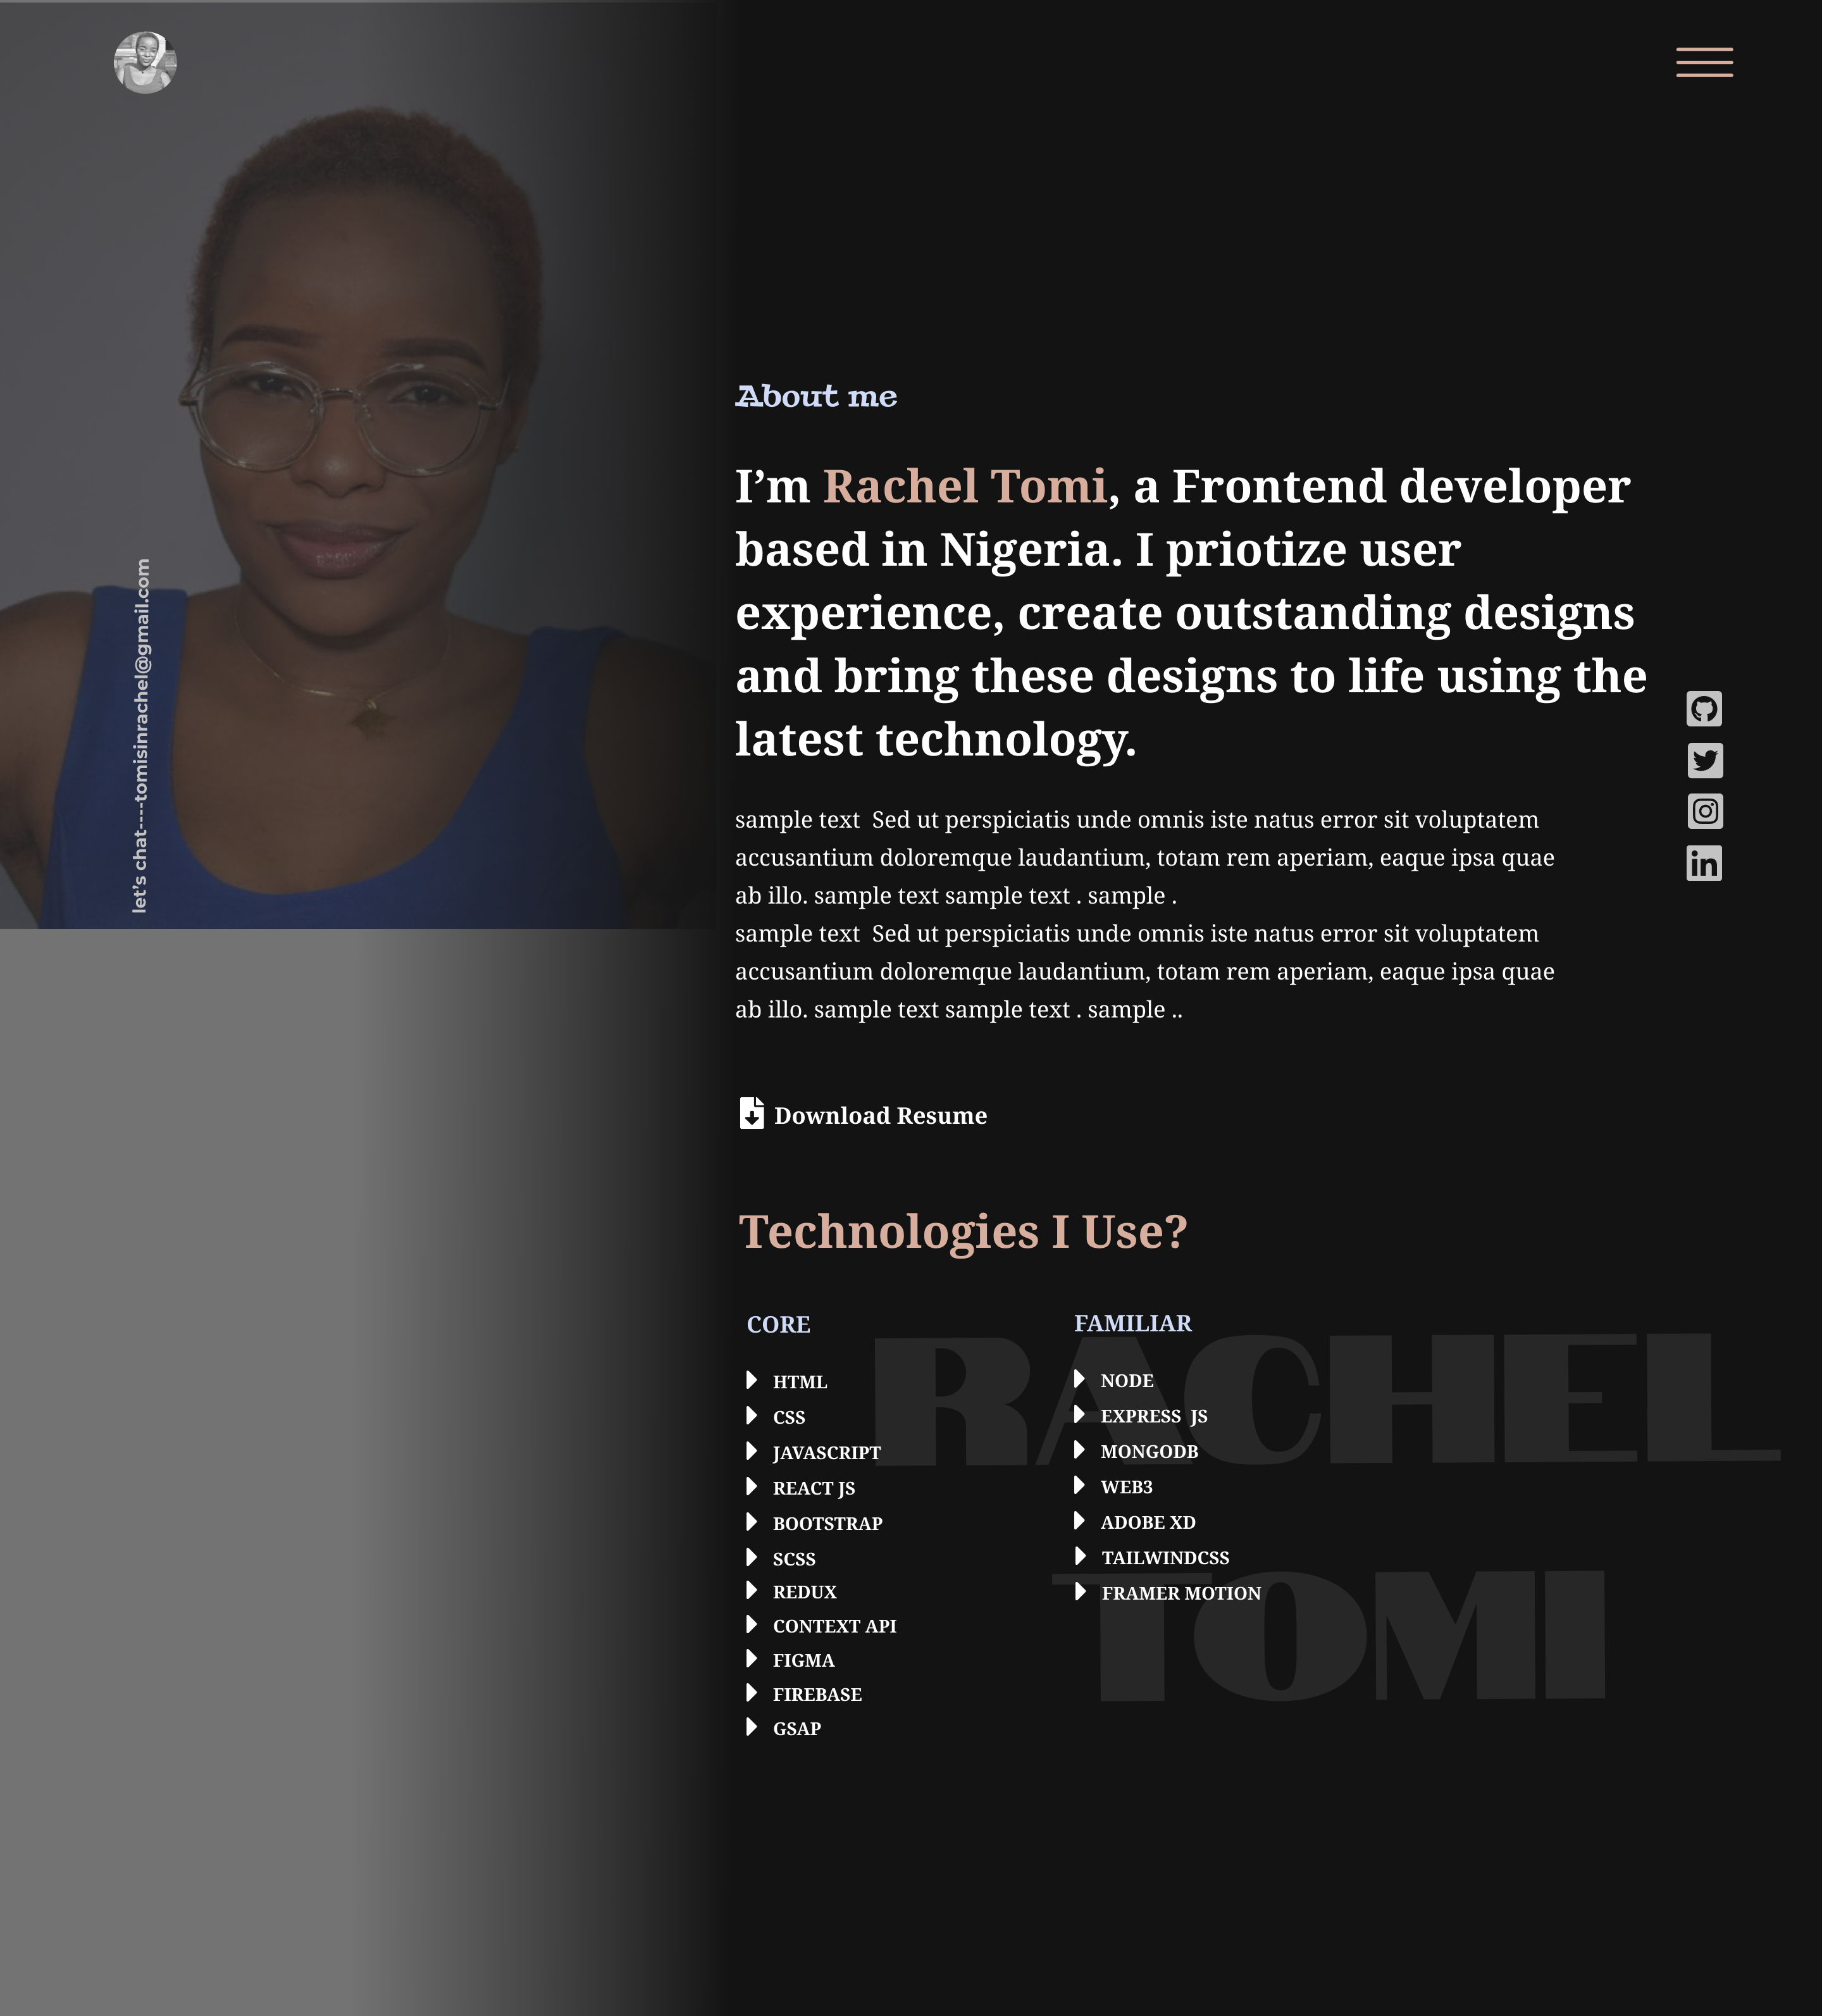 About me
I’m Rachel Tomi, a Frontend developer
based in Nigeria. I priotize user
experience, create outstanding designs
and bring these designs to life using the
latest technology.
let’s chat----tomisinrachel@gmail.com
sample text  Sed ut perspiciatis unde omnis iste natus error sit voluptatem
accusantium doloremque laudantium, totam rem aperiam, eaque ipsa quae
ab illo. sample text sample text . sample .
sample text  Sed ut perspiciatis unde omnis iste natus error sit voluptatem
accusantium doloremque laudantium, totam rem aperiam, eaque ipsa quae
ab illo. sample text sample text . sample ..
in
Download Resume
Technologies I Use?
CORE
HTML
CSS
JAVASCRIPT
REACT JS
BOOTSTRAP
SCSS
REDUX
CONTEXT API
FIGMA
FIREBASE
GSAP
FAMILIAR
NODE
EXPRESS  JS
MONGODB
WEB3
ADOBE XD
TAILWINDCSS
FRAMER MOTION
RACHEL
TOMI